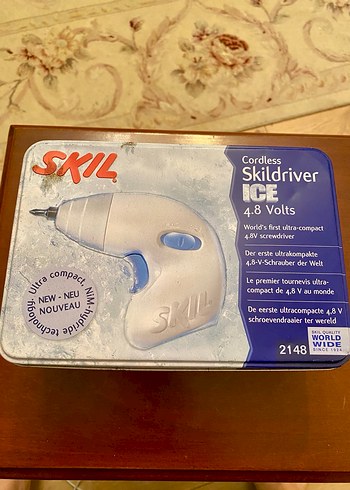 SKIL
Cordless
Skildriver
ICE
4.8 Volts
World's first ultra-compact
4.8V screwdriver
Der erste ultrakompakte
4,8-V-Schrauber der Welt
Le premier tournevis ultra-
compact de 4,8 V au monde
De eerste ultracompacte 4,8 V
schroevendraaier ter wereld
2148
SKIL QUALITY
WORLD
WIDE
SINCE 1924
Ultra compact NiMh-hydride technology
NEW - NEU
NOUVEAU
SKIL